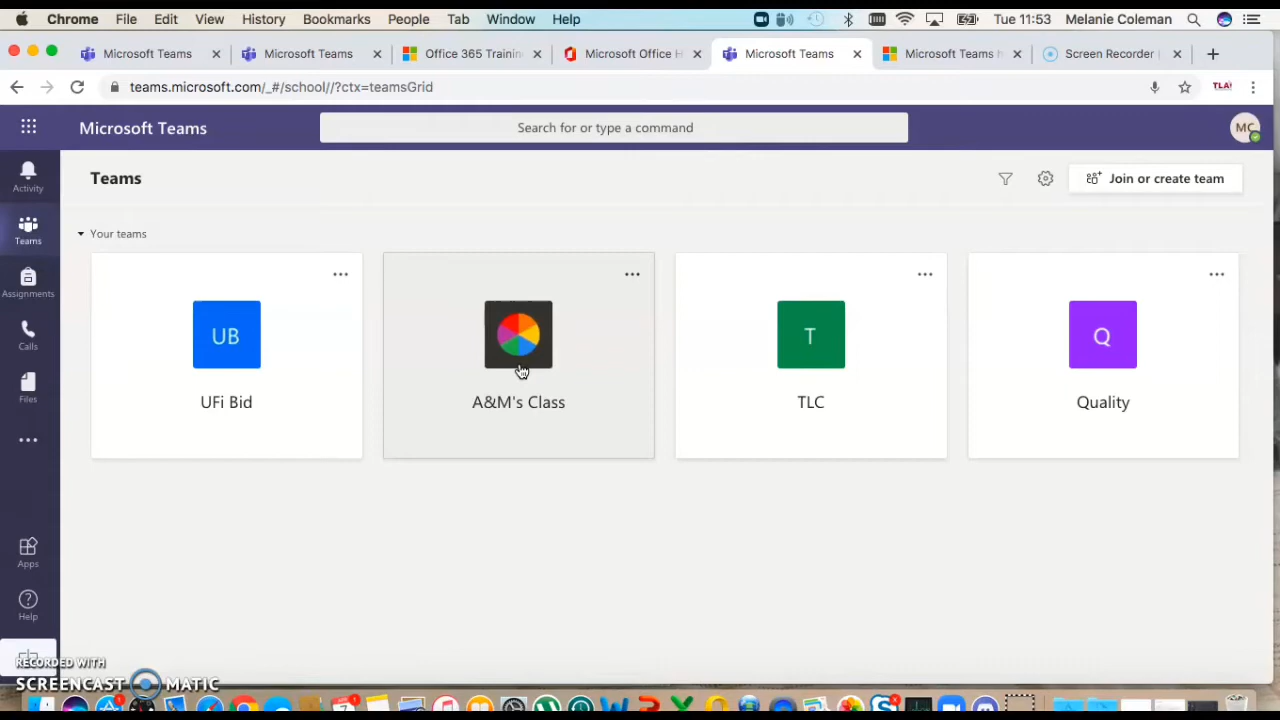 Chrome File Edit View History Bookmarks People Tab Window Help Tue 11:53 Melanie Coleman
Microsoft Teams Microsoft Teams Office 365 Trainin Microsoft Office H Microsoft Teams Microsoft Teams h Screen Recorder
teams.microsoft.com/_#/school//?ctx=teamsGrid TLA!
Microsoft Teams Search for or type a command MC
Activity
Teams
Assignments
Calls
Files
Apps
Help
Teams Join or create team
Your teams
UB T Q
UFi Bid A&M's Class TLC Quality
RECORDED WITH
SCREENCAST MATIC